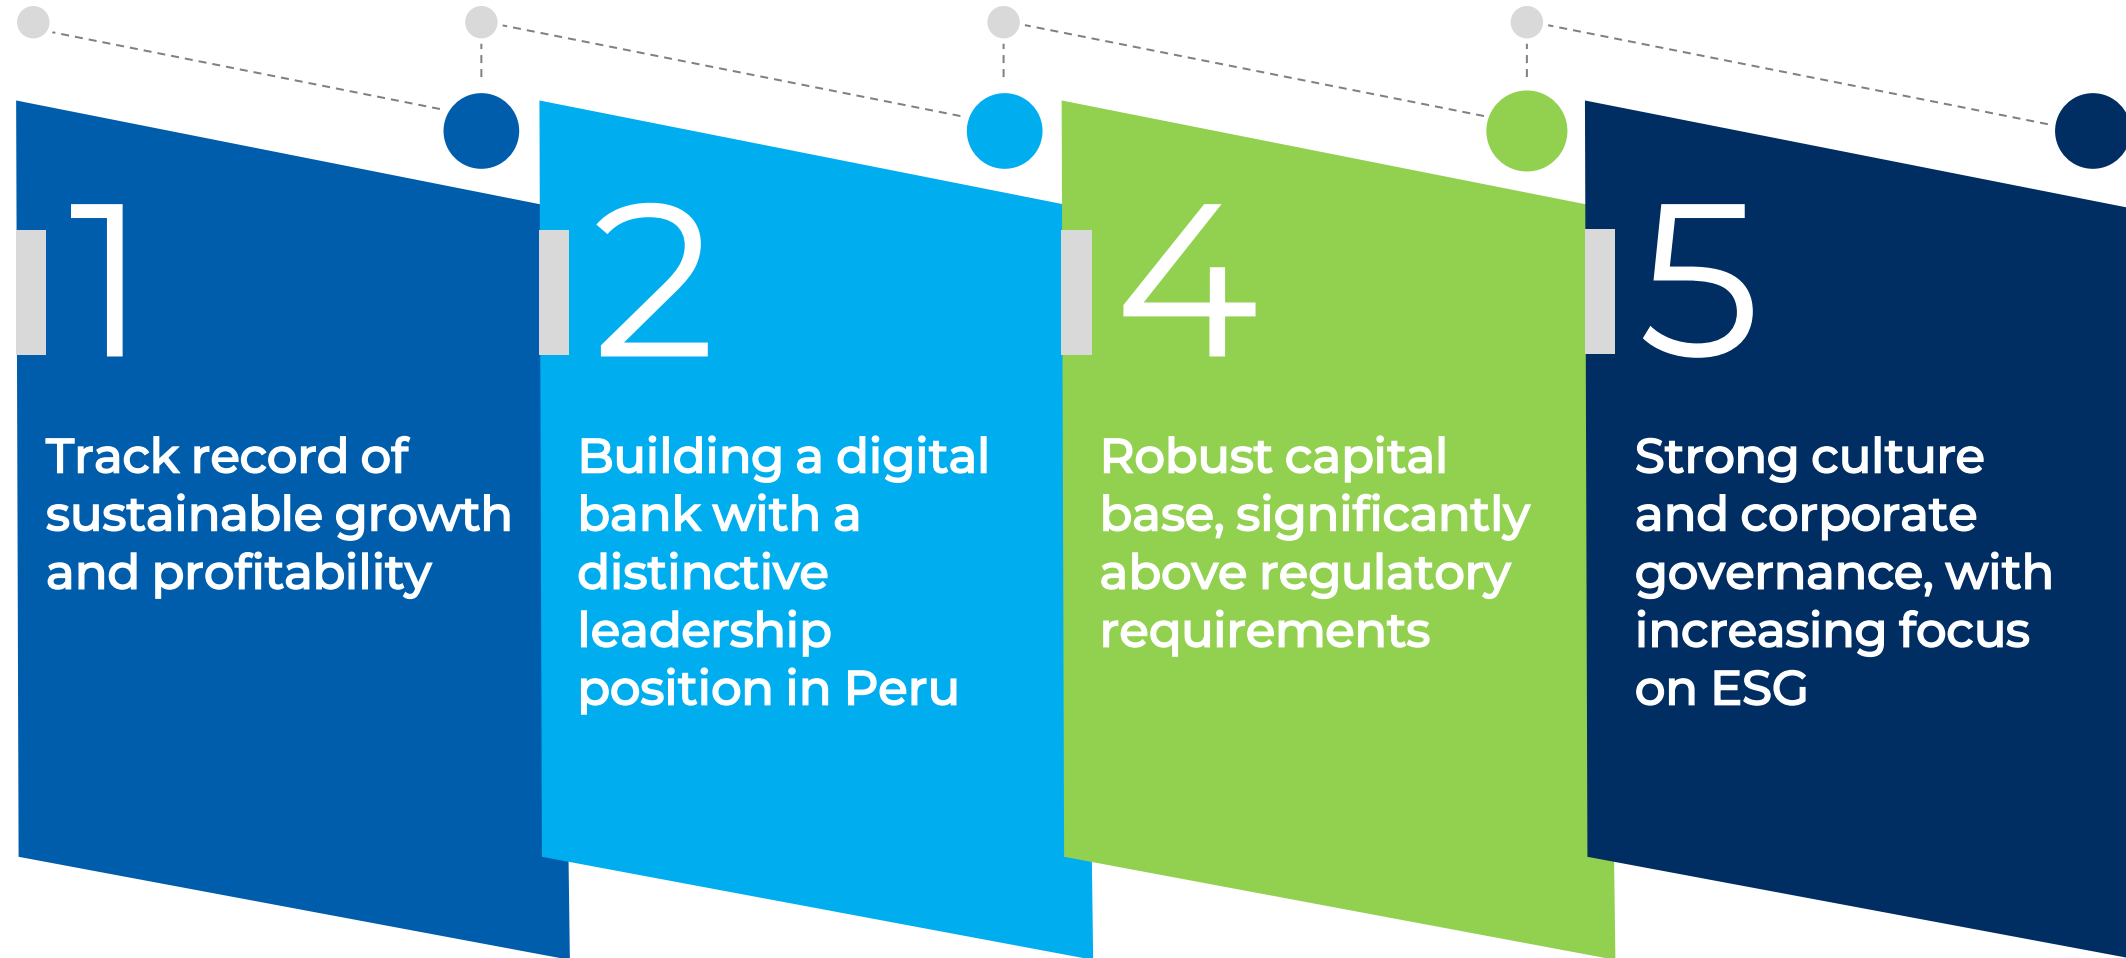 1
Track record of
sustainable growth
and profitability
2
Building a digital
bank with a
distinctive
leadership
position in Peru
4
Robust capital
base, significantly
above regulatory
requirements
5
Strong culture
and corporate
governance, with
increasing focus
on ESG